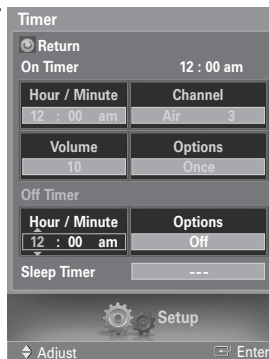 Timer
Return
On Timer 12 : 00 am
Hour / Minute Channel
12 : 00 am Air 3
Volume Options
10 Once
Off Timer
Hour / Minute Options
12 : 00 am Off
Sleep Timer ---
Setup
Adjust Enter